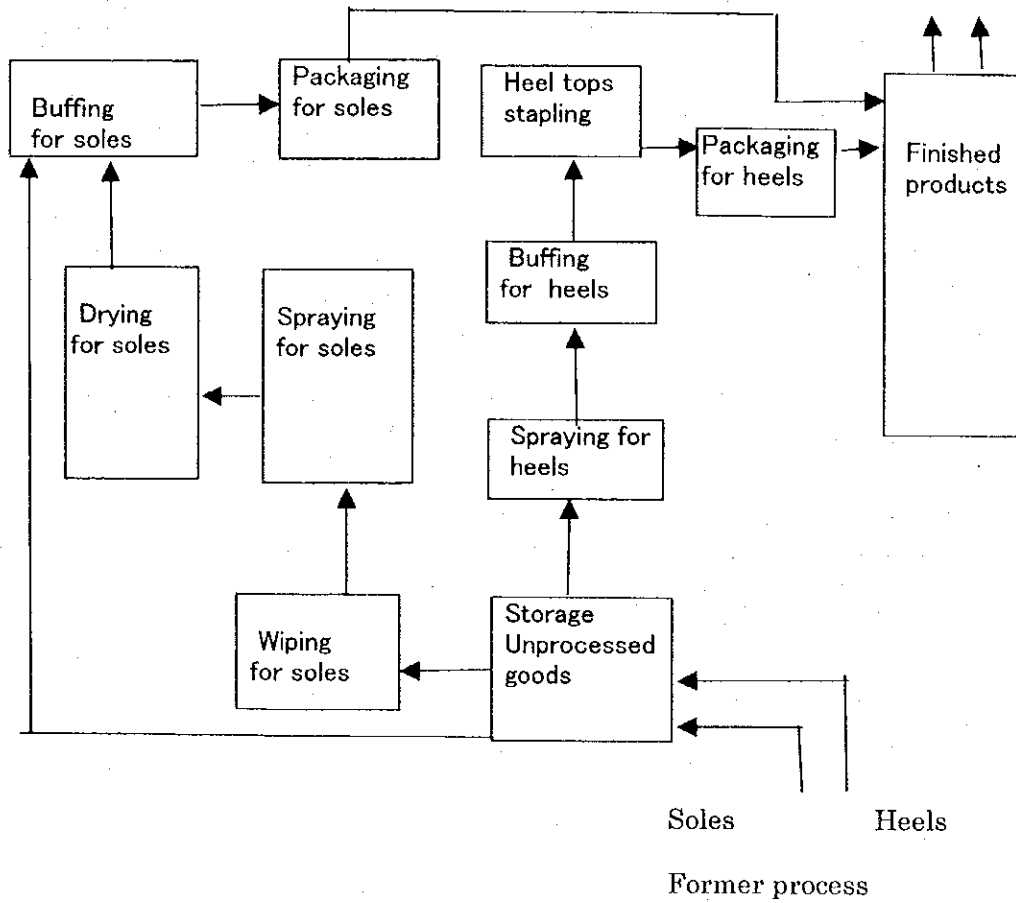 Buffing
for soles
Packaging
for soles
Heel tops
stapling
Packaging
for heels
Finished
products
Drying
for soles
Spraying
for soles
Buffing
for heels
Spraying for
heels
Wiping
for soles
Storage
Unprocessed
goods
Soles
Heels
Former process